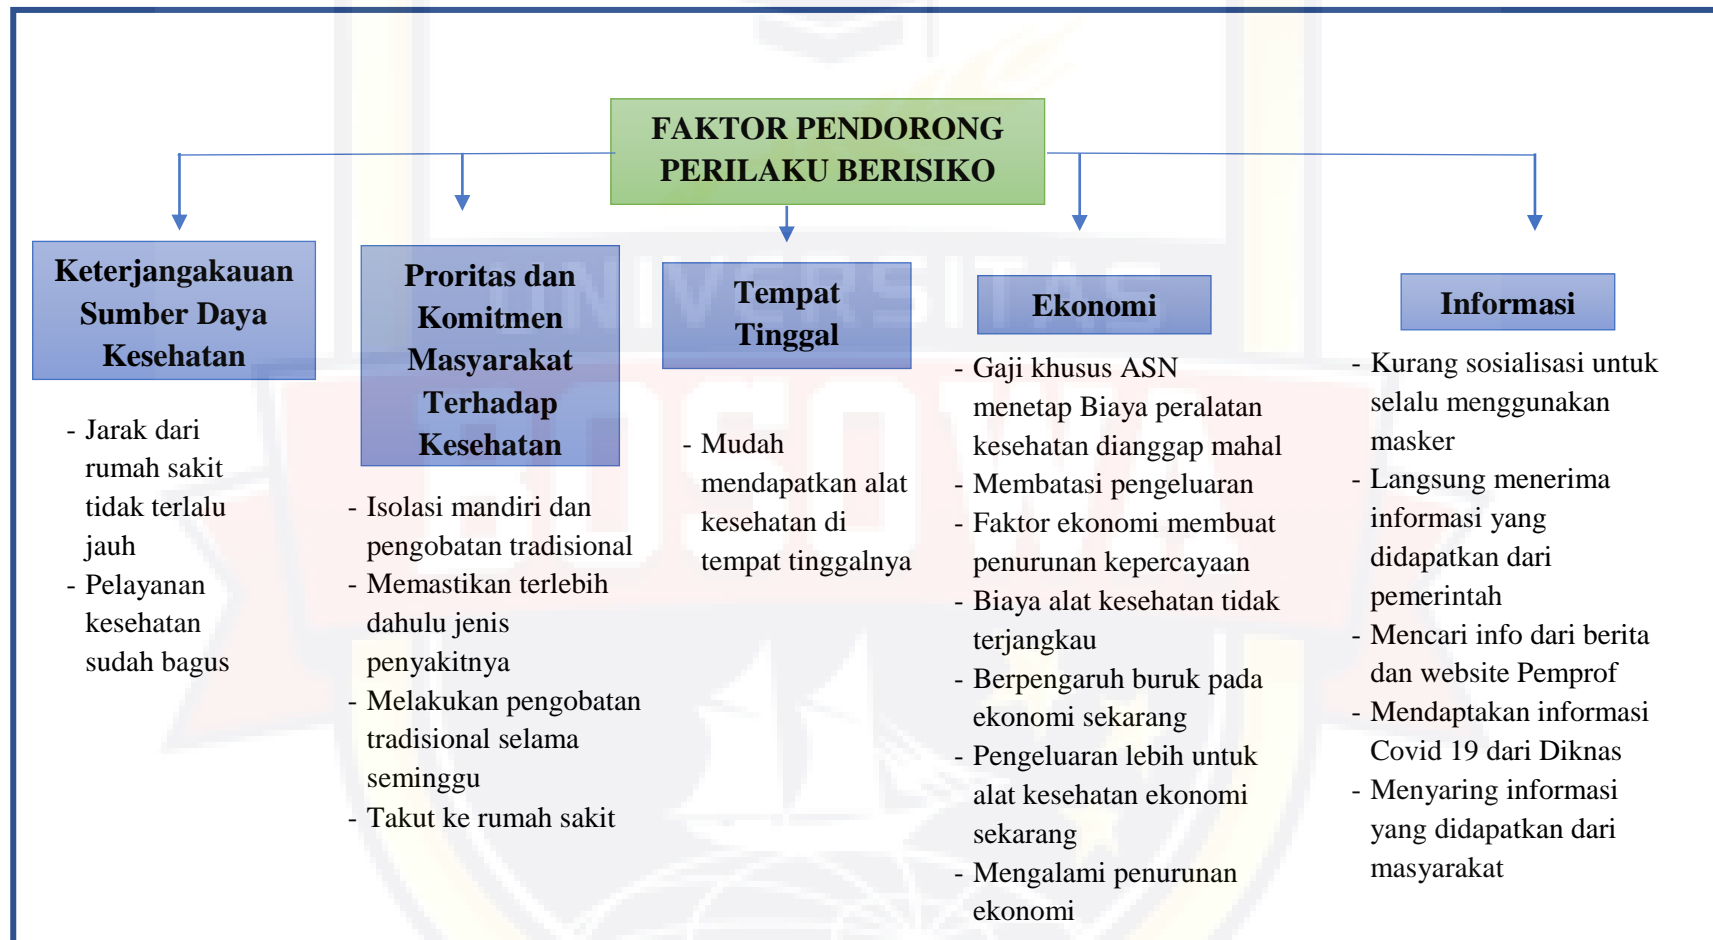 FAKTOR PENDORONG
PERILAKU BERISIKO
Keterjangakauan
Sumber Daya
Kesehatan
- Jarak dari
rumah sakit
tidak terlalu
jauh
- Pelayanan
kesehatan
sudah bagus
Proritas dan
Komitmen
Masyarakat
Terhadap
Kesehatan
- Isolasi mandiri dan
pengobatan tradisional
- Memastikan terlebih
dahulu jenis
penyakitnya
- Melakukan pengobatan
tradisional selama
seminggu
- Takut ke rumah sakit
Tempat
Tinggal
- Mudah
mendapatkan alat
kesehatan di
tempat tinggalnya
Ekonomi
- Gaji khusus ASN
menetap Biaya peralatan
kesehatan dianggap mahal
- Membatasi pengeluaran
- Faktor ekonomi membuat
penurunan kepercayaan
- Biaya alat kesehatan tidak
terjangkau
- Berpengaruh buruk pada
ekonomi sekarang
- Pengeluaran lebih untuk
alat kesehatan ekonomi
sekarang
- Mengalami penurunan
ekonomi
Informasi
- Kurang sosialisasi untuk
selalu menggunakan
masker
- Langsung menerima
informasi yang
didapatkan dari
pemerintah
- Mencari info dari berita
dan website Pemprof
- Mendaptakan informasi
Covid 19 dari Diknas
- Menyaring informasi
yang didapatkan dari
masyarakat
UNIVERSITAS
BOSOWA